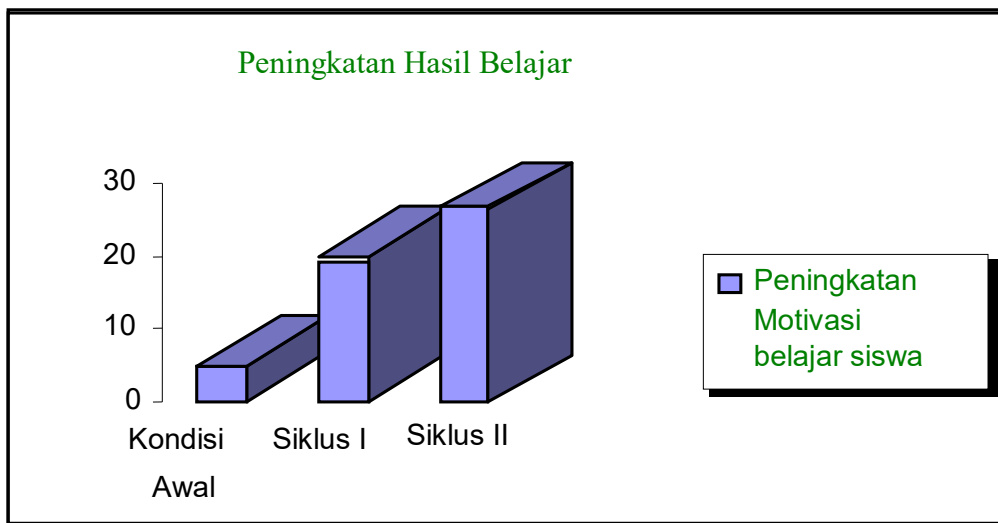 Peningkatan Hasil Belajar
30
20
10
0
Kondisi
Awal
Siklus I
Siklus II
Peningkatan
Motivasi
belajar siswa